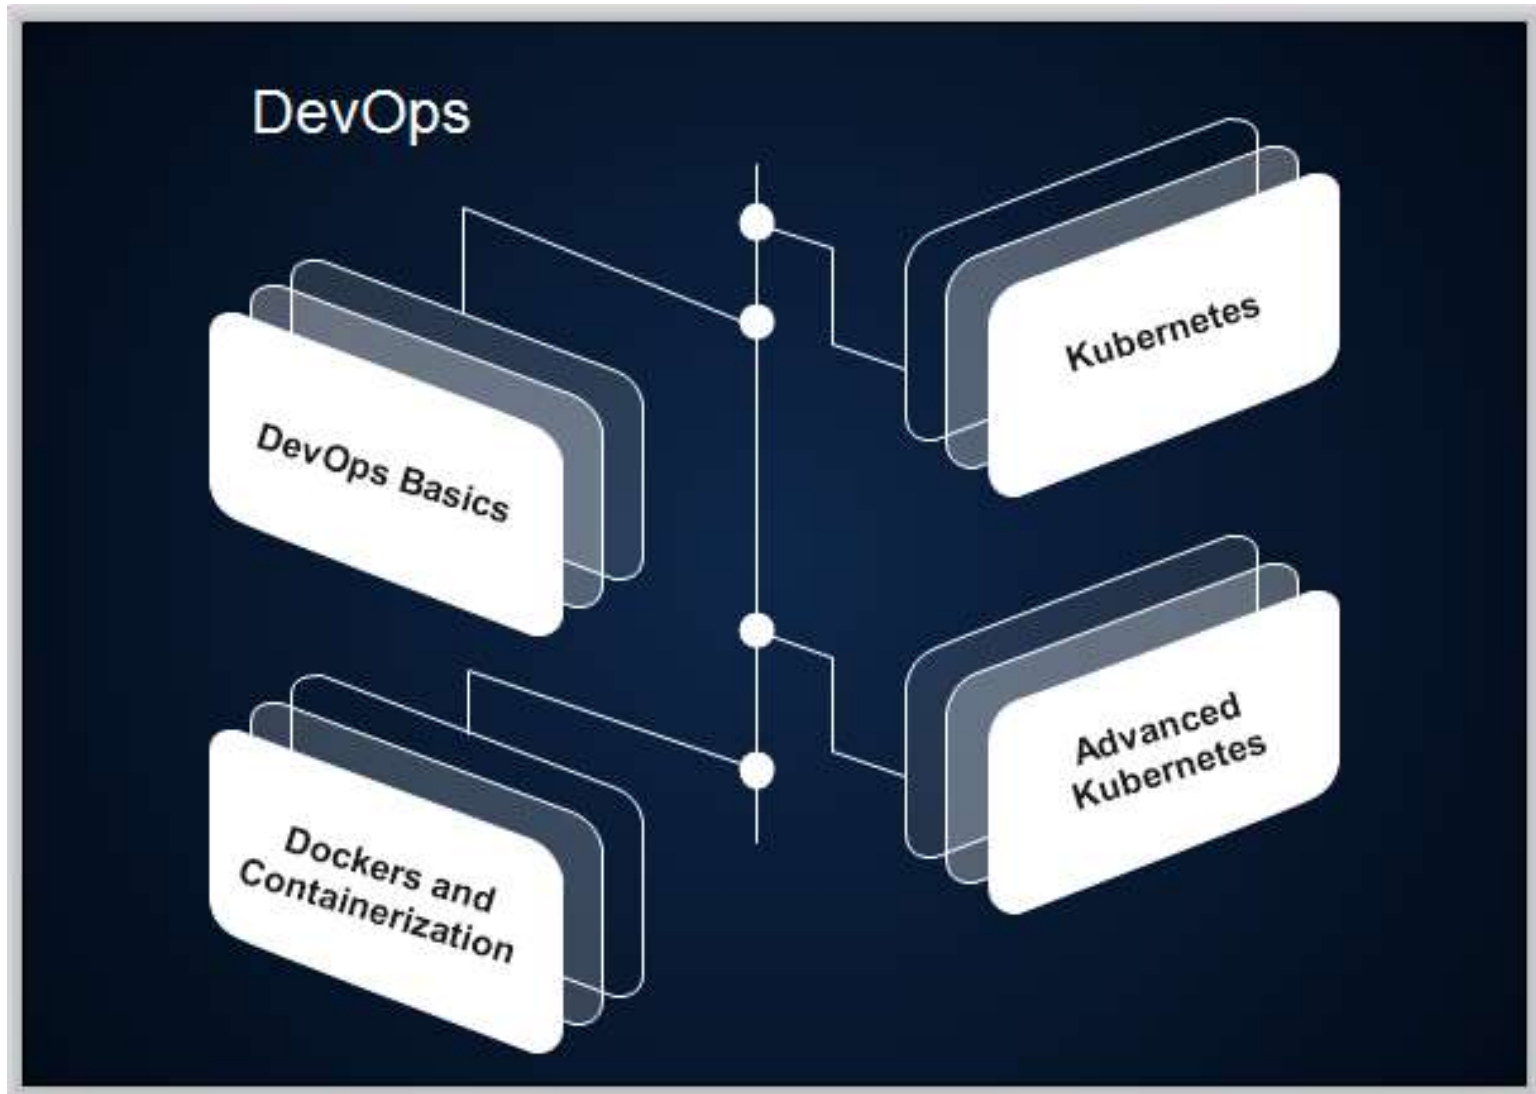 DevOps
DevOps Basics
Dockers and
Containerization
Kubernetes
Advanced
Kubernetes